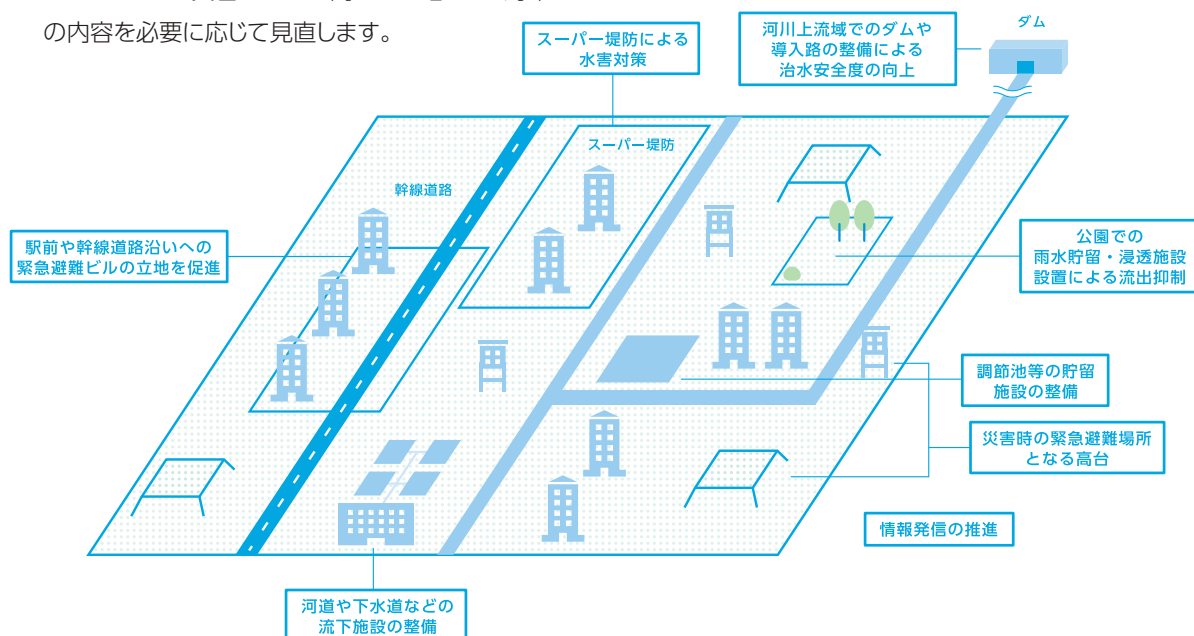 の内容を必要に応じて見直します。
スーパー堤防による
水害対策
河川上流域でのダムや
導入路の整備による
治水安全度の向上
ダム
スーパー堤防
幹線道路
駅前や幹線道路沿いへの
緊急避難ビルの立地を促進
公園での
雨水貯留・浸透施設
設置による流出抑制
調節池等の貯留
施設の整備
災害時の緊急避難場所
となる高台
情報発信の推進
河道や下水道などの
流下施設の整備